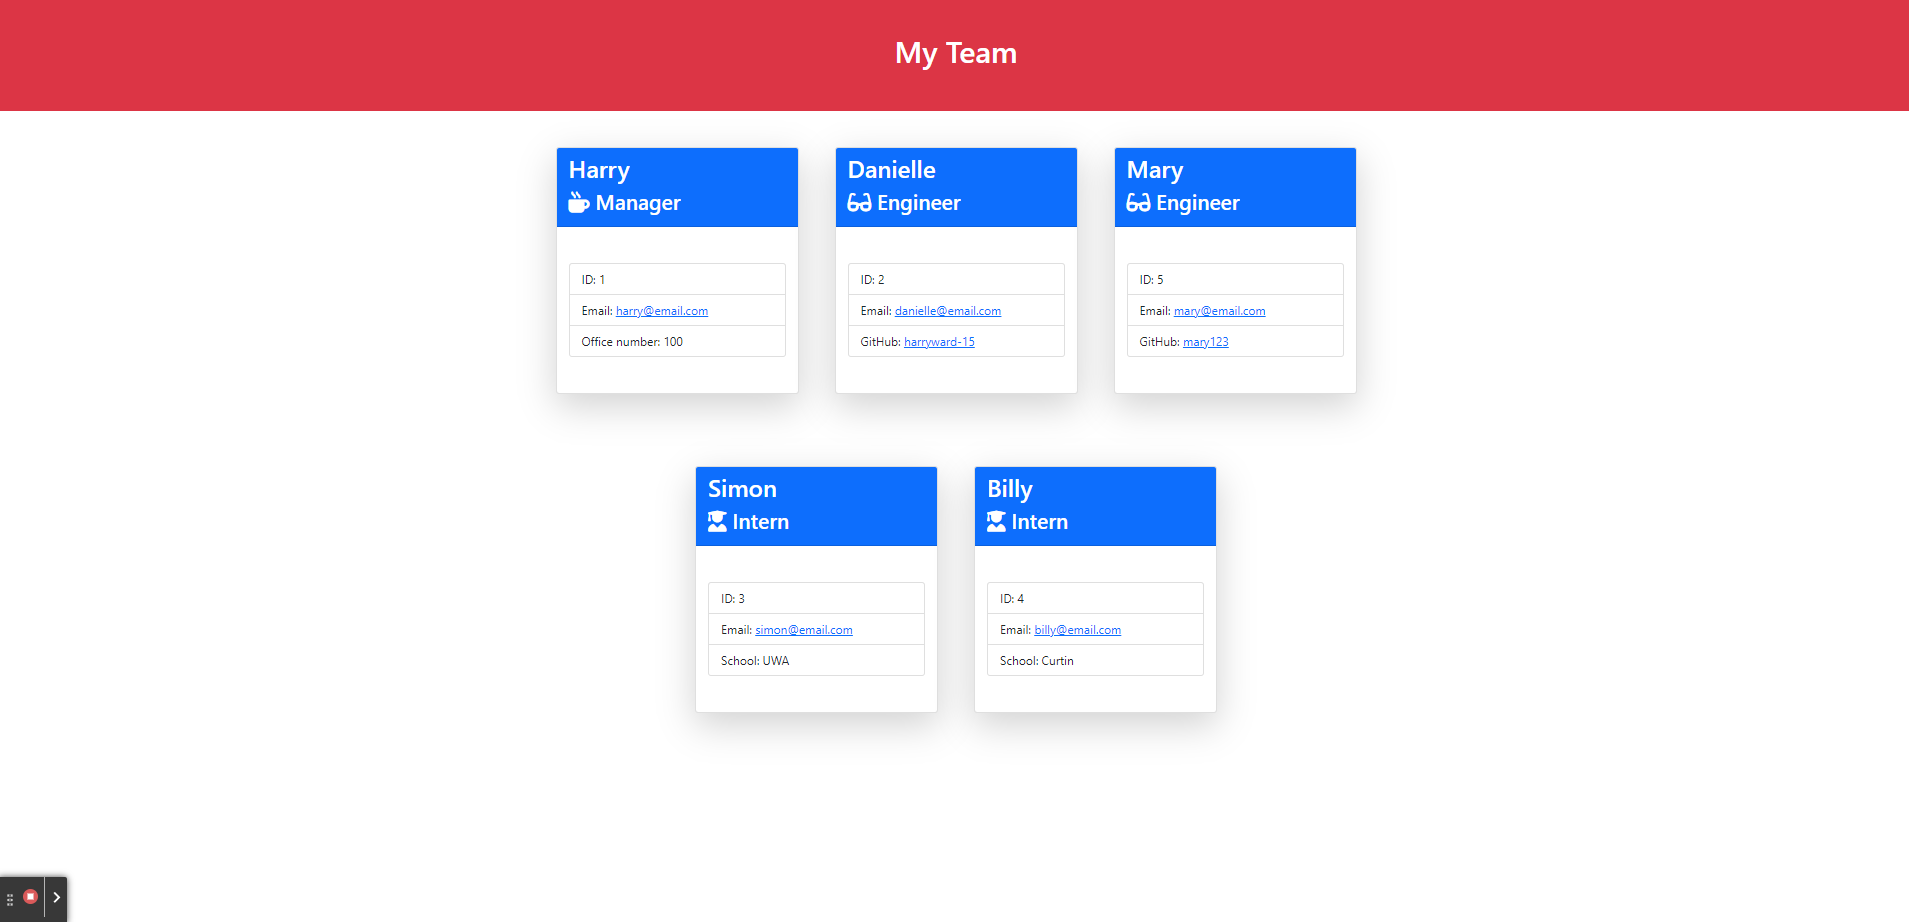 My Team
Harry
Manager
ID: 1
Email: harry@email.com
Office number: 100
Danielle
Engineer
ID: 2
Email: danielle@email.com
GitHub: harryward-15
Mary
Engineer
ID: 5
Email: mary@email.com
GitHub: mary123
Simon
Intern
ID: 3
Email: simon@email.com
School: UWA
Billy
Intern
ID: 4
Email: billy@email.com
School: Curtin